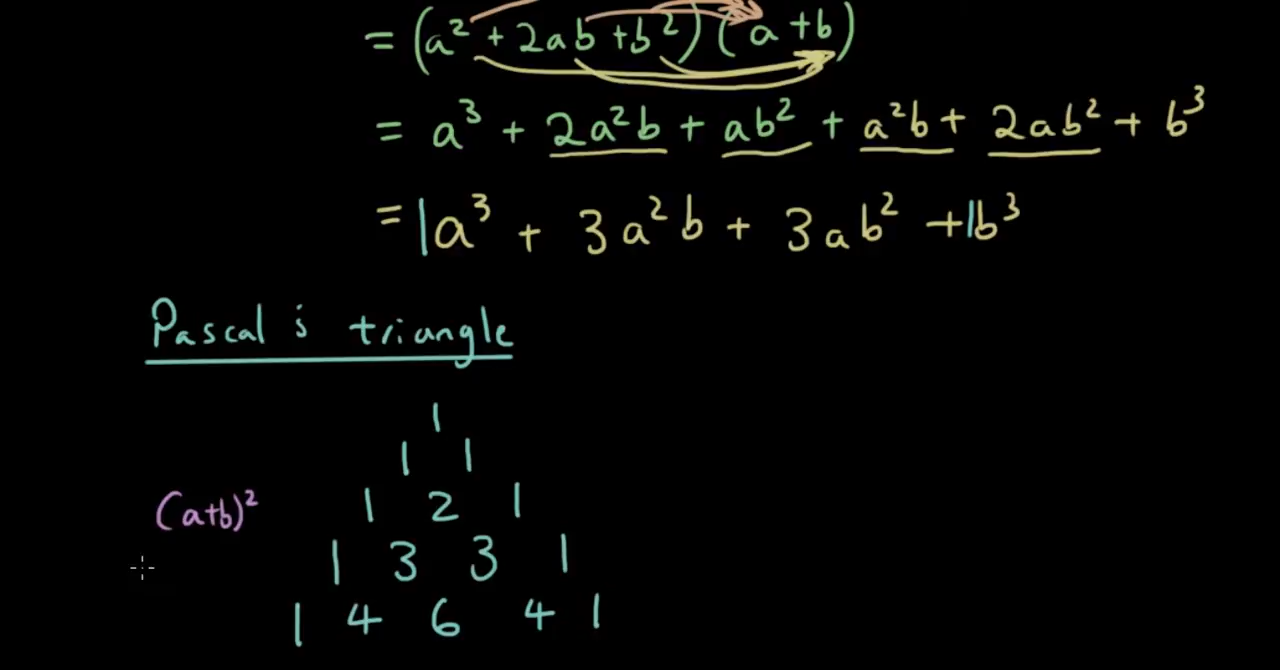 = (a² + 2ab + b²) (a + b)
= a³ + 2a²b + ab² + a²b + 2ab² + b³
= 1a³ + 3a²b + 3ab² + 1b³
Pascal's triangle
1
1 1
(a+b)² 1 2 1
1 3 3 1
1 4 6 4 1